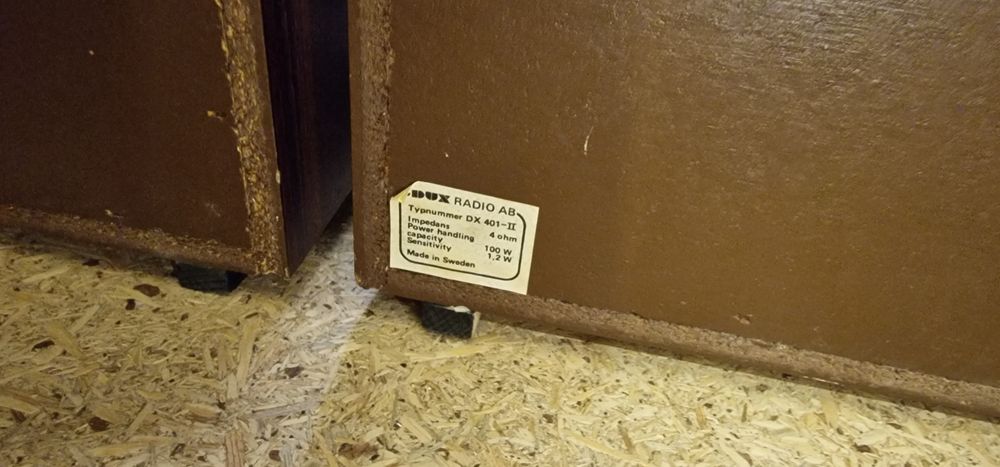 DUX RADIO AB
Typnummer DX 401-II
Impedans 4 ohm
Power handling
capacity 100 W
Sensitivity 1,2 W
Made in Sweden